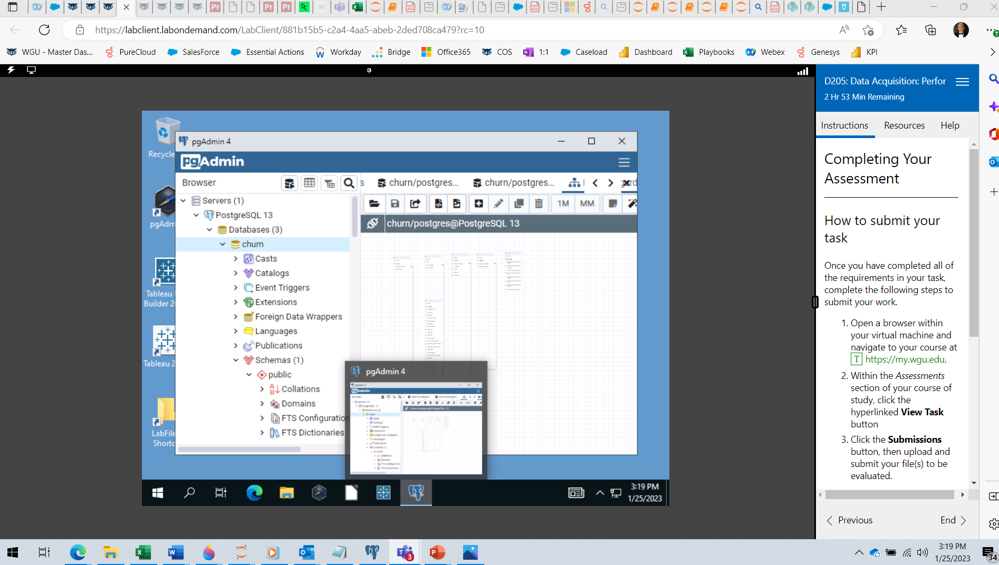 https://labclient.labondemand.com/LabClient/881b15b5-c2a4-4aa5-abeb-2ded708ca479?rc=10
WGU - Master Das...
PureCloud
SalesForce
Essential Actions
Workday
Bridge
Office365
COS
1:1
Caseload
Dashboard
Playbooks
Webex
Genesys
KPI
D205: Data Acquisition: Perfor
2 Hr 53 Min Remaining
Instructions
Resources
Help
Completing Your
Assessment
How to submit your
task
Once you have completed all of
the requirements in your task,
complete the following steps to
submit your work.
1. Open a browser within
your virtual machine and
navigate to your course at
T https://my.wgu.edu.
2. Within the Assessments
section of your course of
study, click the
hyperlinked View Task
button
3. Click the Submissions
button, then upload and
submit your file(s) to be
evaluated.
Previous
End
Recycle
pgAdm
Tableau
Builder 2
Tableau 2
LabFile
Shortc
pgAdmin 4
pgAdmin
Browser
s
churn/postgres...
churn/postgres...
1M
MM
churn/postgres@PostgreSQL 13
Servers (1)
PostgreSQL 13
Databases (3)
churn
Casts
Catalogs
Event Triggers
Extensions
Foreign Data Wrappers
Languages
Publications
Schemas (1)
public
Collations
Domains
FTS Configuration
FTS Dictionaries
pgAdmin 4
3:19 PM
1/25/2023
3
3:19 PM
1/25/2023
34